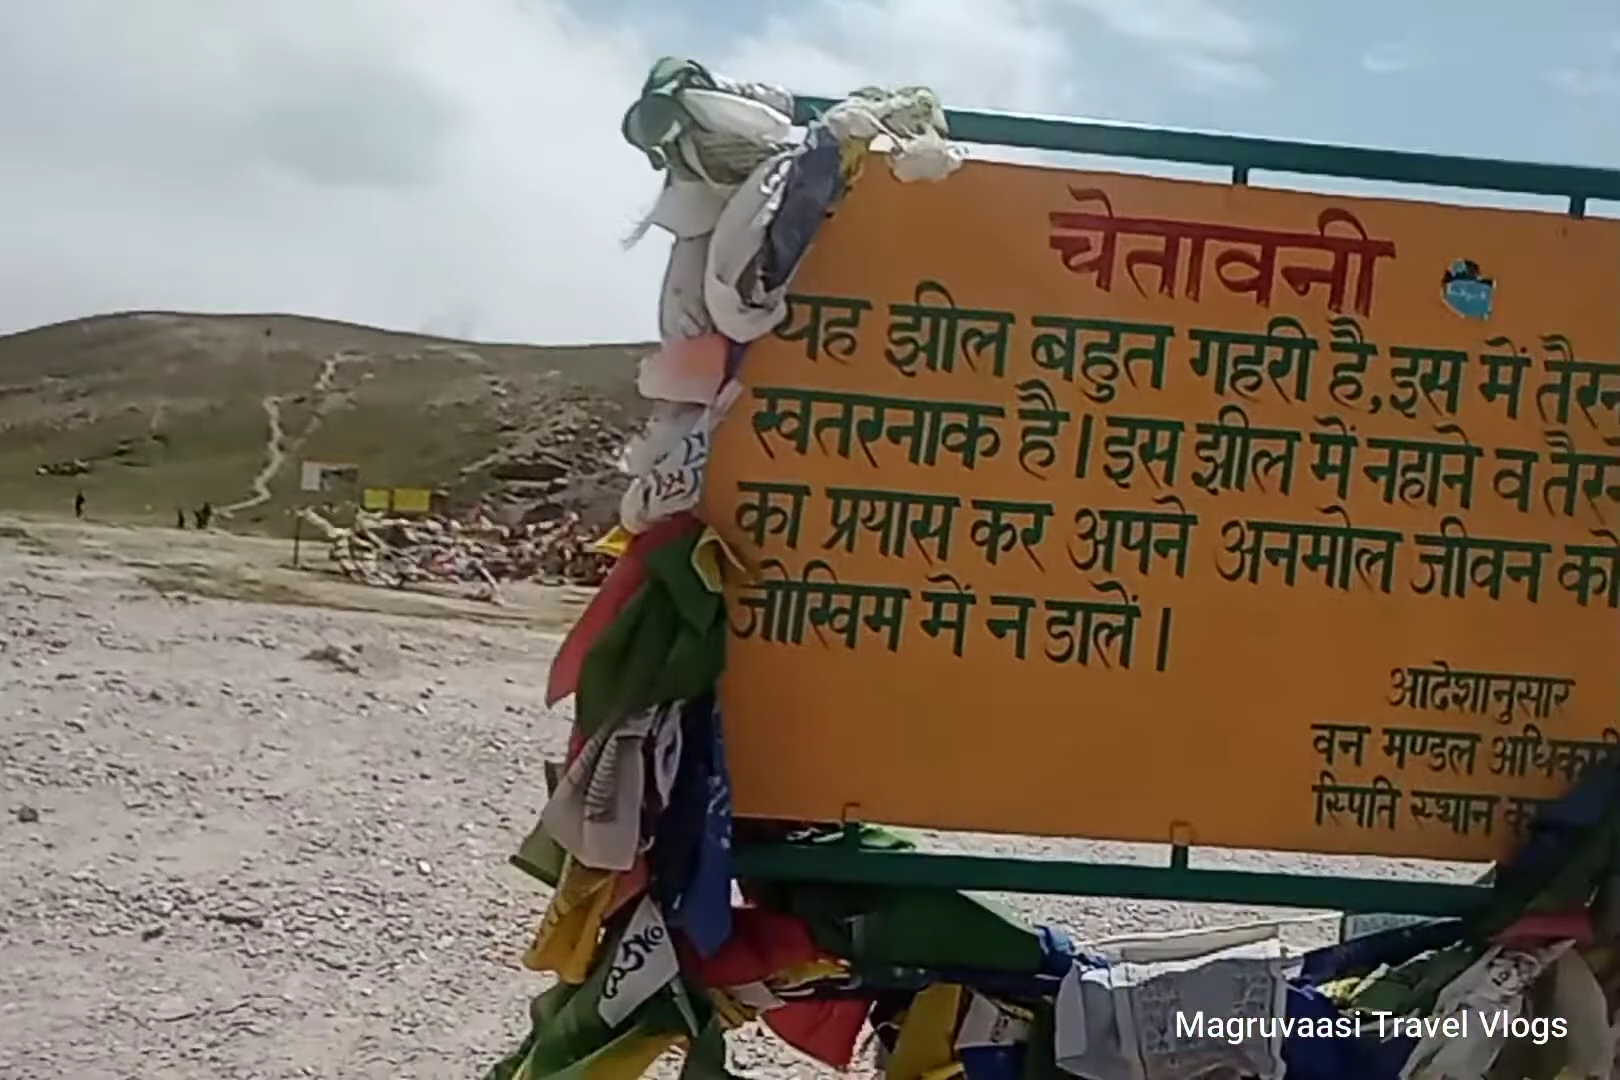 चेतावनी
यह झील बहुत गहरी है, इस में
खतरनाक है। इस झील में नहाने व
का प्रयास कर अपने अनमोल जीवन को
जोखिम में न डालें।
आदेशानुसार
वन मण्डल
स्पिति स्थान
Magruvaasi Travel Vlogs